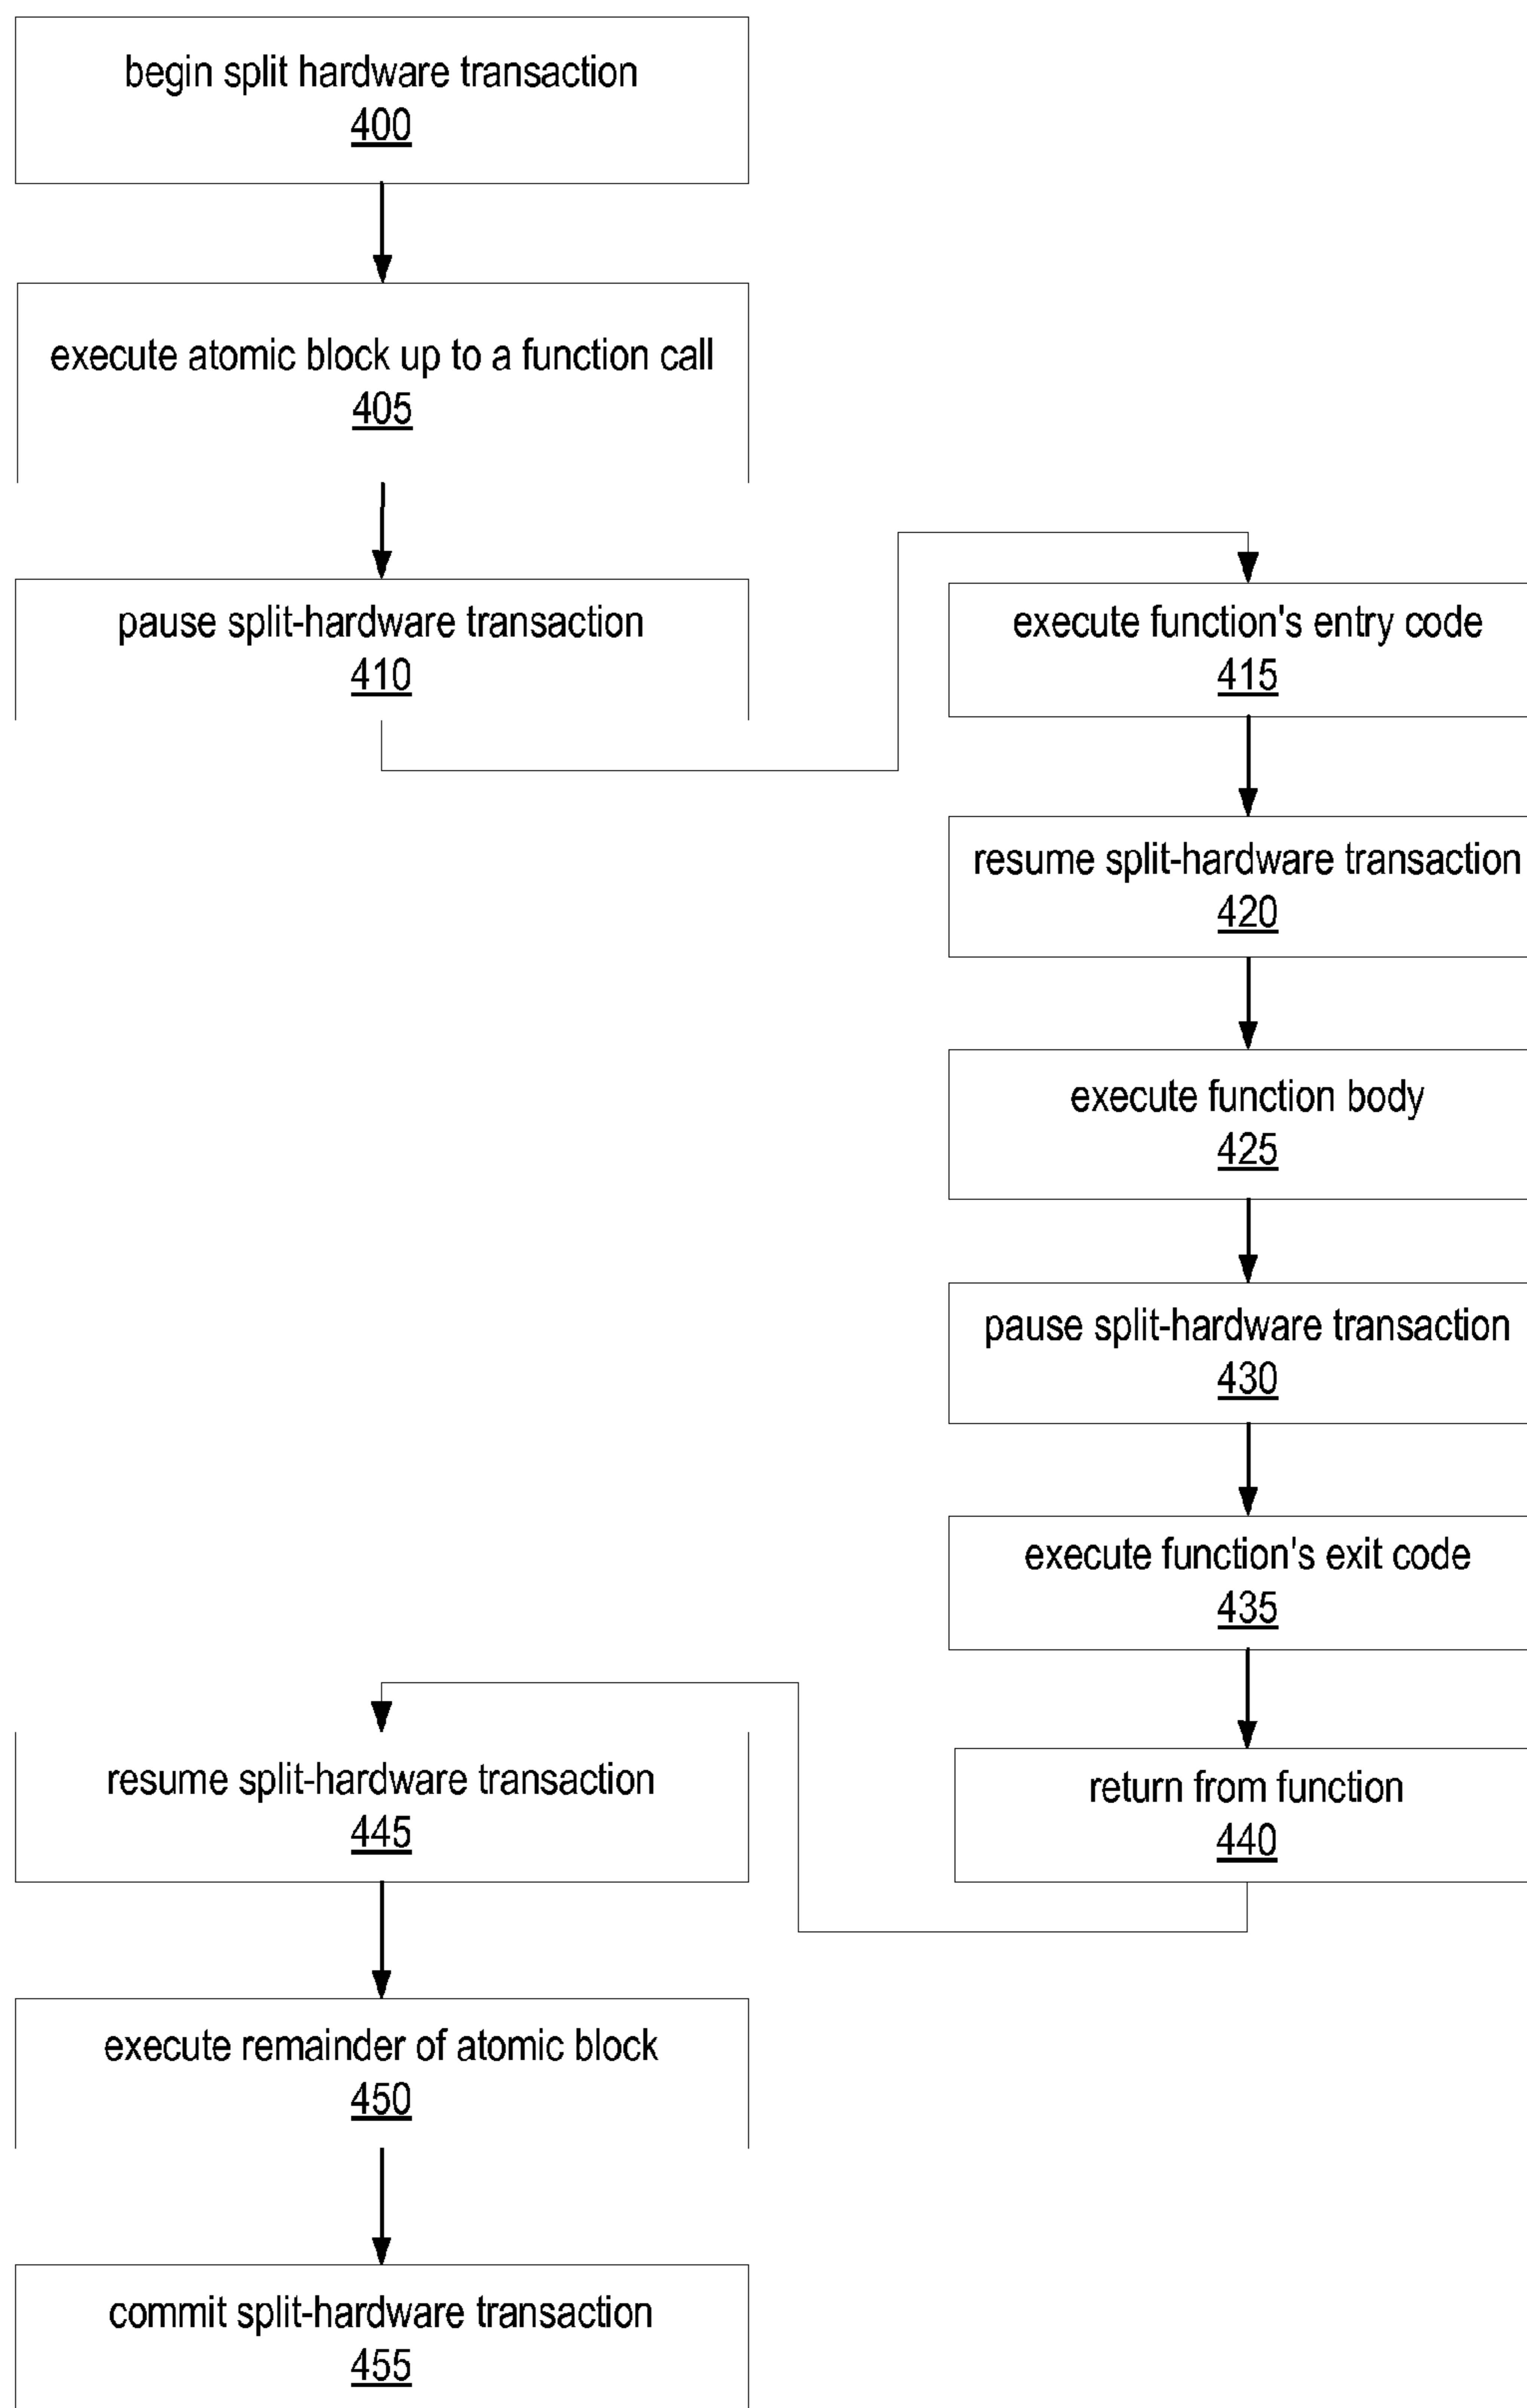 begin split hardware transaction
400
execute atomic block up to a function call
405
pause split-hardware transaction
410
execute function's entry code
415
resume split-hardware transaction
420
execute function body
425
pause split-hardware transaction
430
execute function's exit code
435
return from function
440
resume split-hardware transaction
445
execute remainder of atomic block
450
commit split-hardware transaction
455